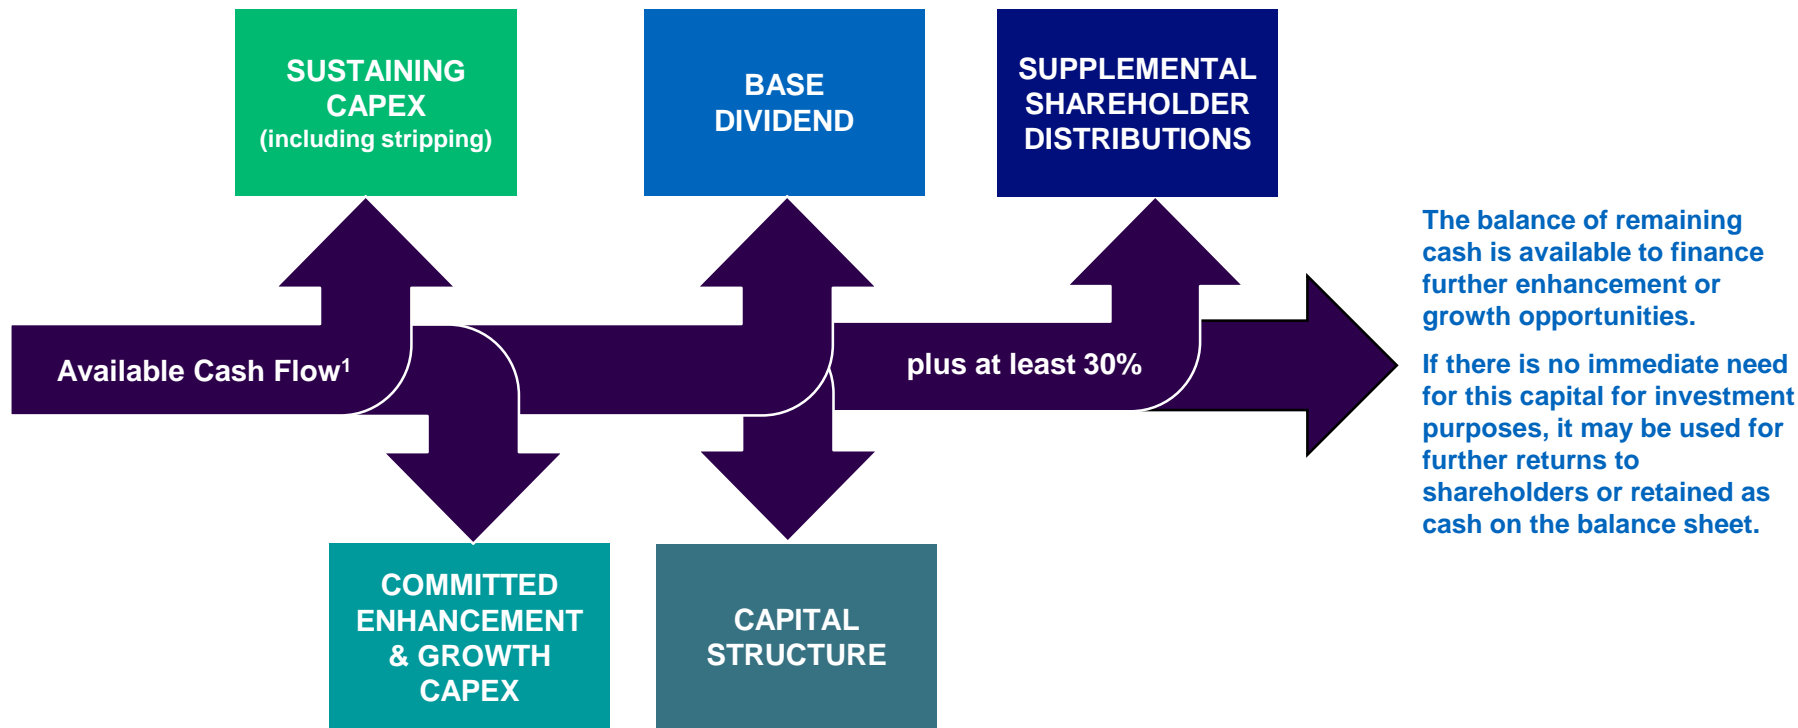 SUSTAINING
CAPEX
(including stripping)
BASE
DIVIDEND
SUPPLEMENTAL
SHAREHOLDER
DISTRIBUTIONS
Available Cash Flow¹
plus at least 30%
The balance of remaining
cash is available to finance
further enhancement or
growth opportunities.
If there is no immediate need
for this capital for investment
purposes, it may be used for
further returns to
shareholders or retained as
cash on the balance sheet.
COMMITTED
ENHANCEMENT
& GROWTH
CAPEX
CAPITAL
STRUCTURE